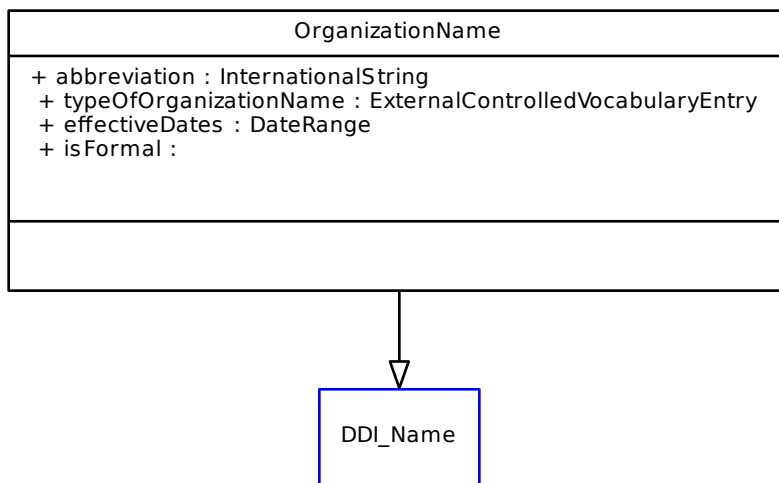 OrganizationName
+ abbreviation : InternationalString
+ typeOfOrganizationName : ExternalControlledVocabularyEntry
+ effectiveDates : DateRange
+ isFormal :
DDI_Name